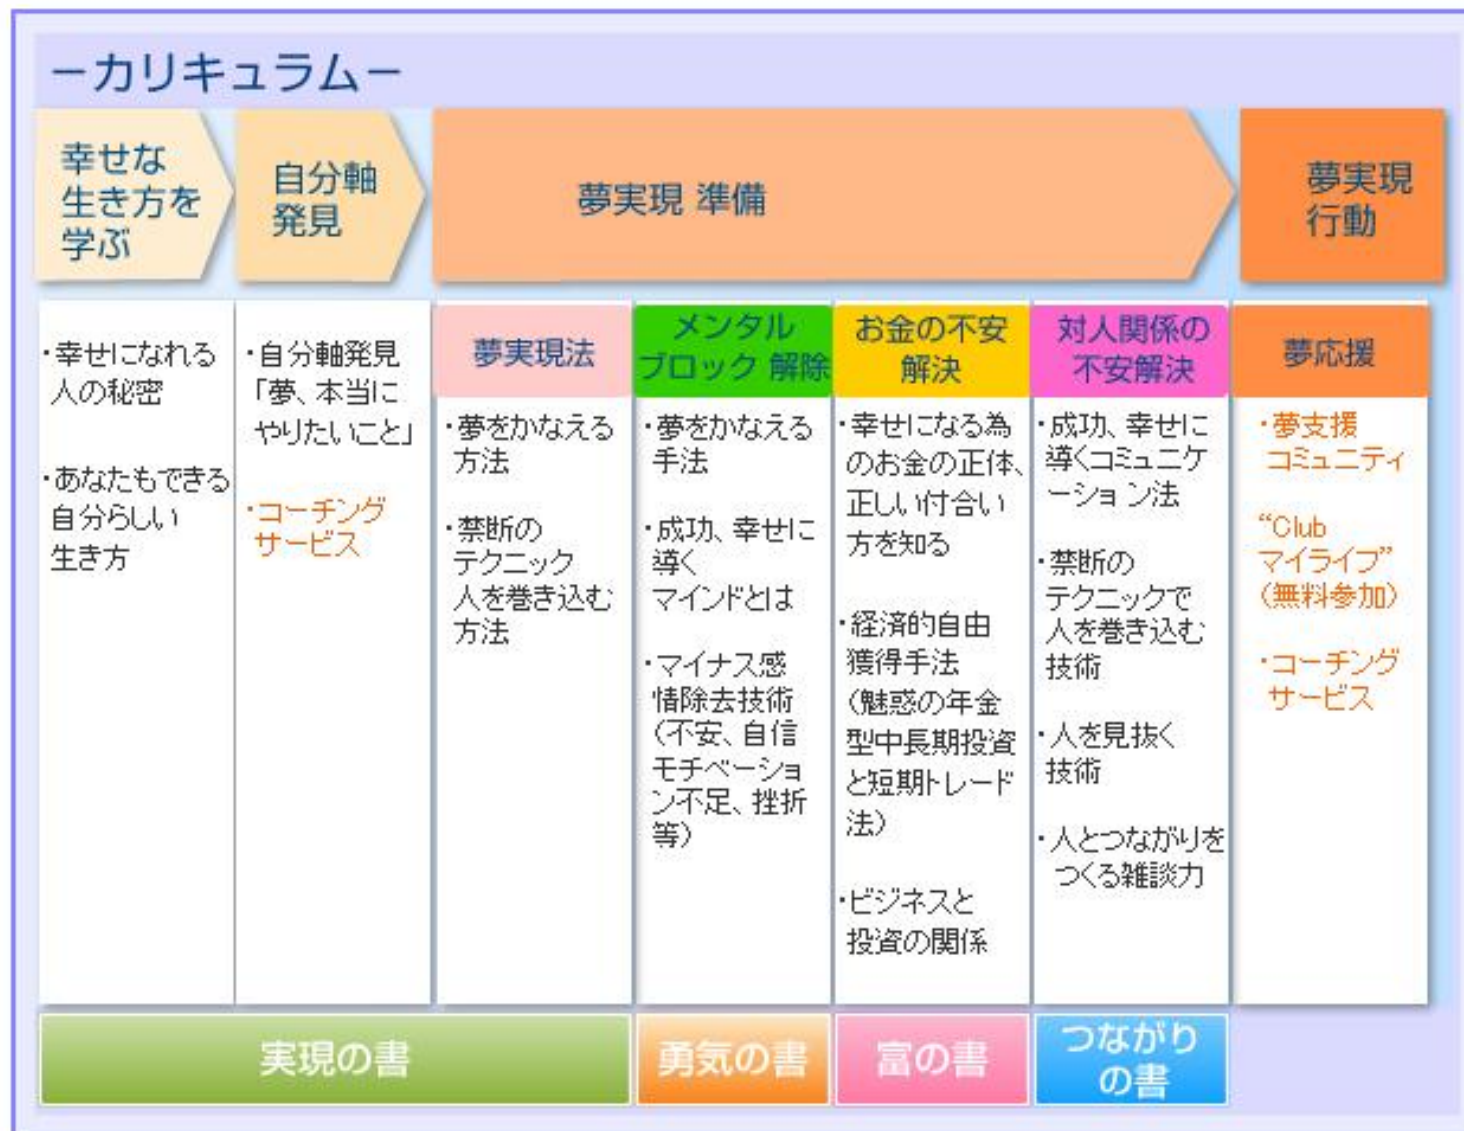 －カリキュラム－
幸せな
生き方を
学ぶ
自分軸
発見
夢実現 準備
夢実現
行動
・幸せになれる
人の秘密
・あなたもできる
自分らしい
生き方
・自分軸発見
「夢、本当に
やりたいこと」
・コーチング
サービス
夢実現法
・夢をかなえる
方法
・禁断の
テクニック
人を巻き込む
方法
メンタル
ブロック 解除
・夢をかなえる
手法
・成功、幸せに
導く
マインドとは
・マイナス感
情除去技術
（不安、自信
モチベーショ
ン不足、挫折
等）
お金の不安
解決
・幸せになる為
のお金の正体、
正しい付合い
方を知る
・経済的自由
獲得手法
（魅惑の年金
型中長期投資
と短期トレード
法）
・ビジネスと
投資の関係
対人関係の
不安解決
・成功、幸せに
導くコミュニケ
ーション法
・禁断の
テクニックで
人を巻き込む
技術
・人を見抜く
技術
・人とつながりを
つくる雑談力
夢応援
・夢支援
コミュニティ
“Club
マイライフ”
（無料参加）
・コーチング
サービス
実現の書
勇気の書
富の書
つながり
の書